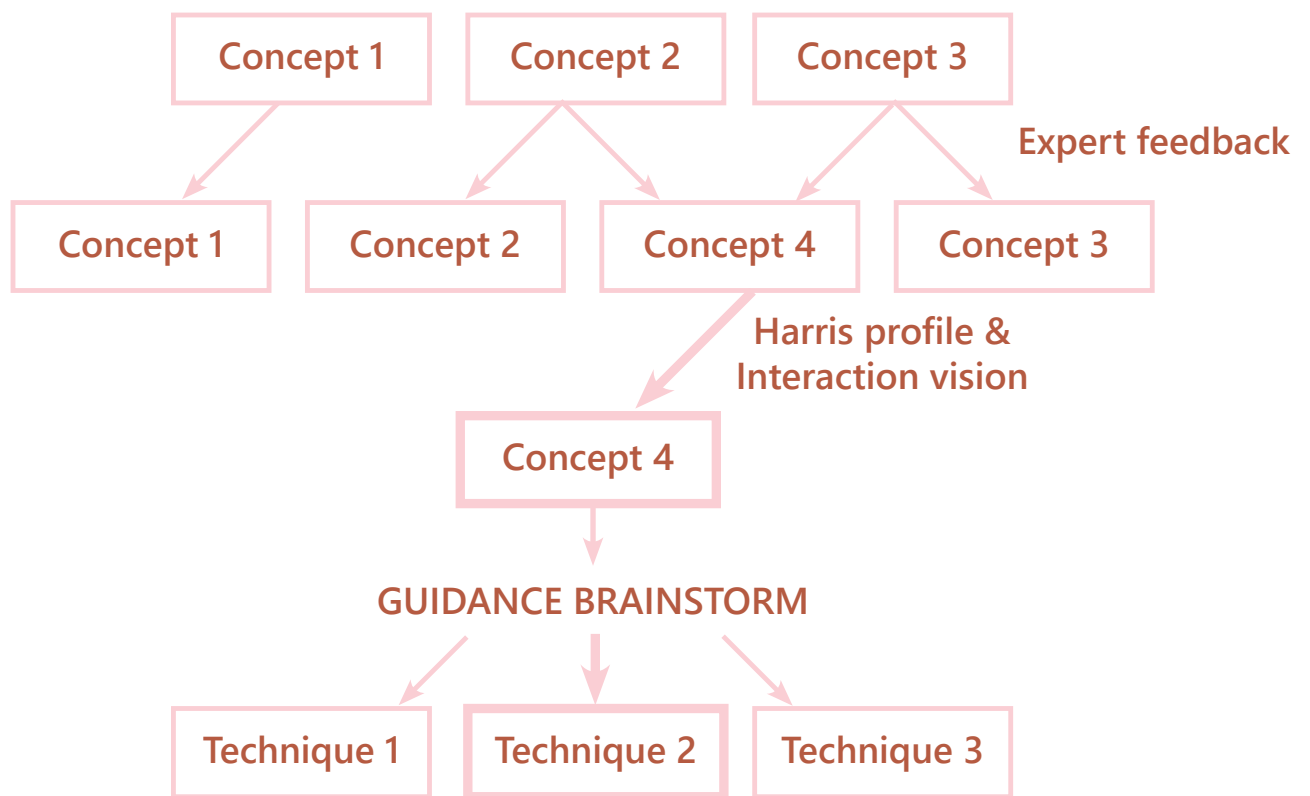 Concept 1
Concept 2
Concept 3
Expert feedback
Concept 1
Concept 2
Concept 4
Concept 3
Harris profile &
Interaction vision
Concept 4
GUIDANCE BRAINSTORM
Technique 1
Technique 2
Technique 3